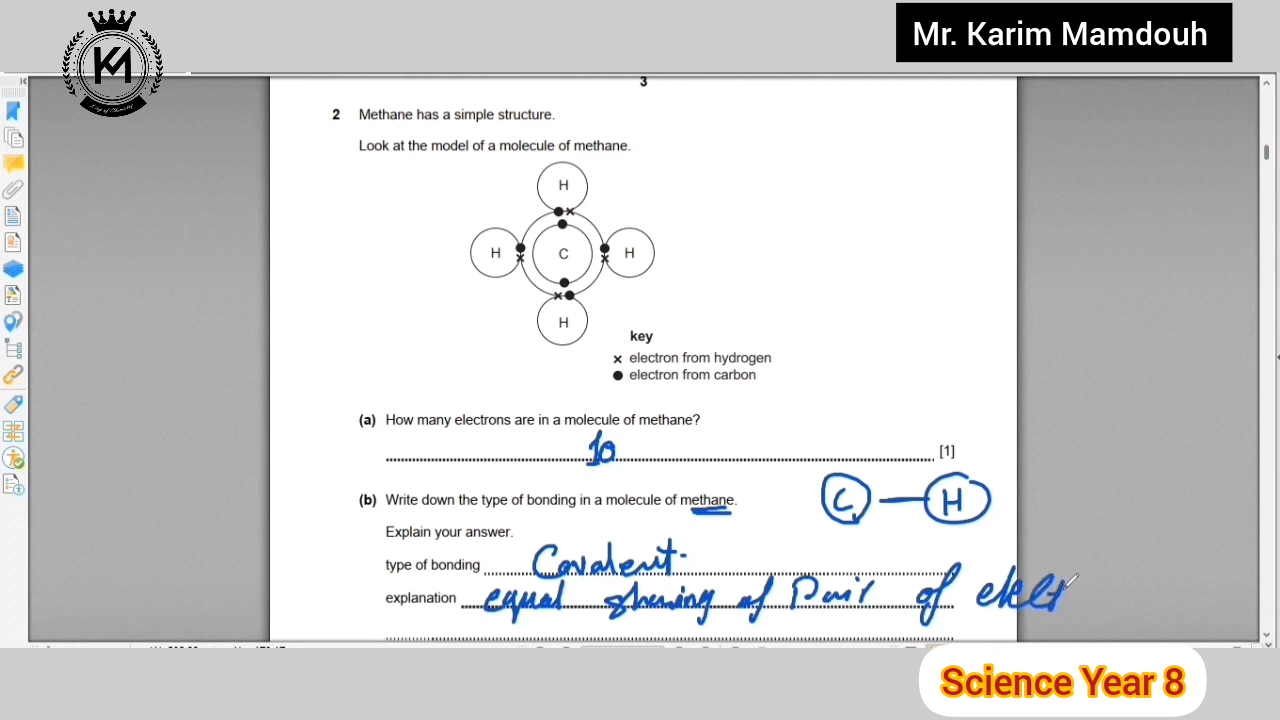 Mr. Karim Mamdouh
KM
3
2 Methane has a simple structure.
Look at the model of a molecule of methane.
H
H C H
H
key
× electron from hydrogen
● electron from carbon
(a) How many electrons are in a molecule of methane?
10
[1]
(b) Write down the type of bonding in a molecule of methane.
C — H
Explain your answer.
type of bonding Covalent.
explanation equal sharing of Pair of elect
Science Year 8